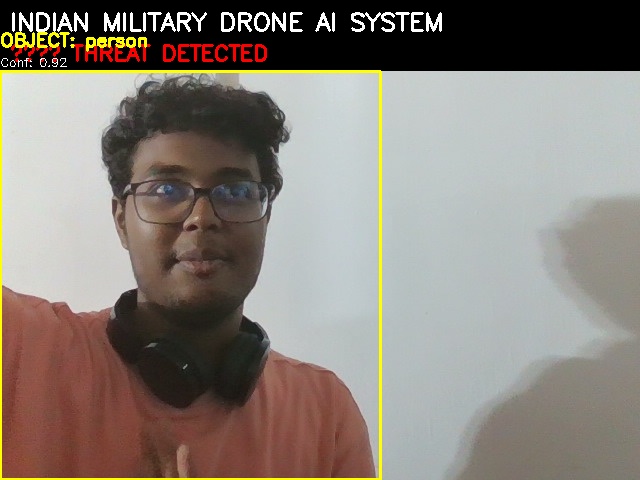 INDIAN MILITARY DRONE AI SYSTEM
OBJECT: person
???? THREAT DETECTED
Conf: 0.92